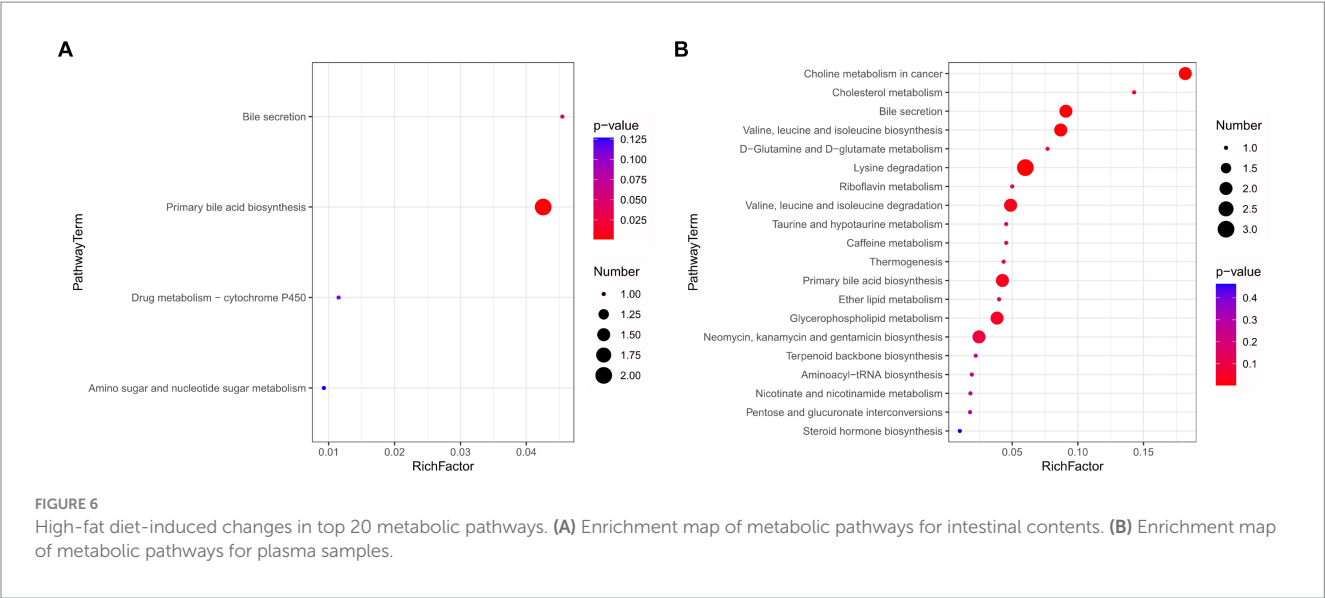 A
PathwayTerm
Bile secretion
Primary bile acid biosynthesis
Drug metabolism − cytochrome P450
Amino sugar and nucleotide sugar metabolism
0.01 0.02 0.03 0.04
RichFactor
p−value
0.125
0.100
0.075
0.050
0.025
Number
1.00
1.25
1.50
1.75
2.00
B
PathwayTerm
Choline metabolism in cancer
Cholesterol metabolism
Bile secretion
Valine, leucine and isoleucine biosynthesis
D−Glutamine and D−glutamate metabolism
Lysine degradation
Riboflavin metabolism
Valine, leucine and isoleucine degradation
Taurine and hypotaurine metabolism
Caffeine metabolism
Thermogenesis
Primary bile acid biosynthesis
Ether lipid metabolism
Glycerophospholipid metabolism
Neomycin, kanamycin and gentamicin biosynthesis
Terpenoid backbone biosynthesis
Aminoacyl−tRNA biosynthesis
Nicotinate and nicotinamide metabolism
Pentose and glucuronate interconversions
Steroid hormone biosynthesis
0.05 0.10 0.15
RichFactor
Number
1.0
1.5
2.0
2.5
3.0
p−value
0.4
0.3
0.2
0.1
FIGURE 6
High-fat diet-induced changes in top 20 metabolic pathways. (A) Enrichment map of metabolic pathways for intestinal contents. (B) Enrichment map
of metabolic pathways for plasma samples.